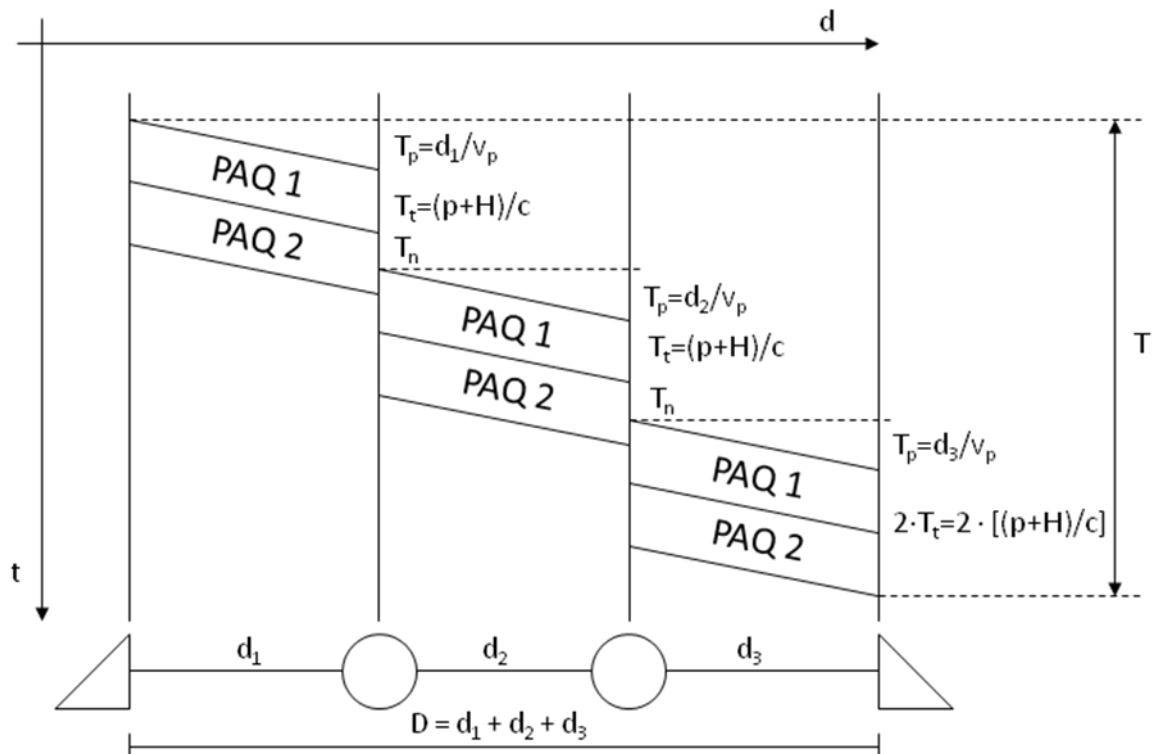 d
T_p=d_1/v_p
PAQ 1
T_t=(p+H)/c
PAQ 2
T_n
T_p=d_2/v_p
PAQ 1
T_t=(p+H)/c
T
PAQ 2
T_n
T_p=d_3/v_p
PAQ 1
2·T_t=2 · [(p+H)/c]
PAQ 2
t
d_1
d_2
d_3
D = d_1 + d_2 + d_3